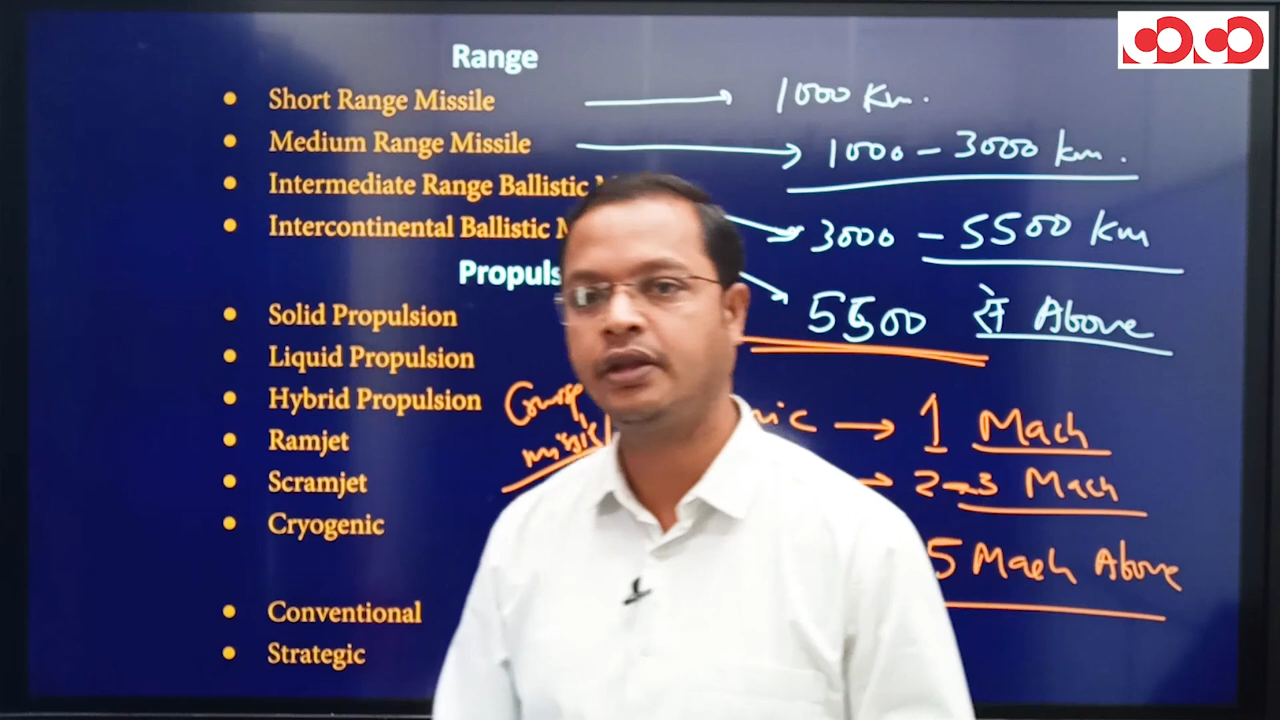 Range
Short Range Missile → 1000 Km.
Medium Range Missile → 1000 - 3000 km.
Intermediate Range Ballistic
Intercontinental Ballistic
3000 - 5500 Km
Propuls
5500 से Above
Solid Propulsion
Liquid Propulsion
Hybrid Propulsion
nic → 1 Mach
Ramjet
Scramjet
→ 2-3 Mach
Cryogenic
5 Mach Above
Conventional
Strategic